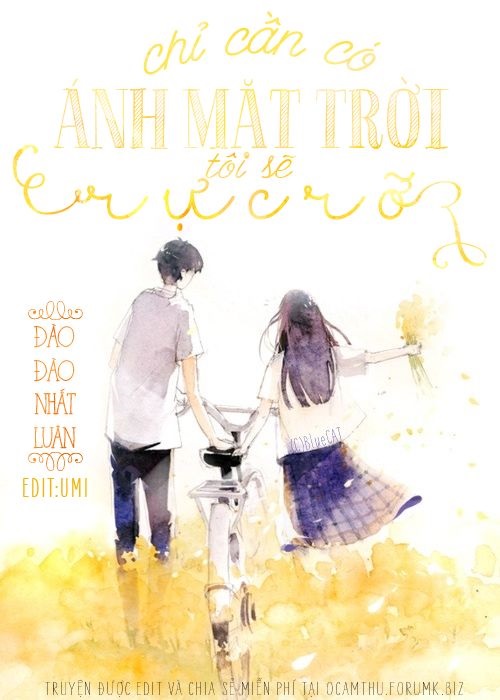 chỉ cần có
ÁNH MẶT TRỜI
tôi sẽ
rực rỡ
ĐÀO
ĐÀO
NHẤT
LUÂN
EDIT:UMI
(C)BlueCAT
TRUYỆN ĐƯỢC EDIT VÀ CHIA SẼ MIỄN PHÍ TẠI OCAMTHU.FORUMK.BIZ